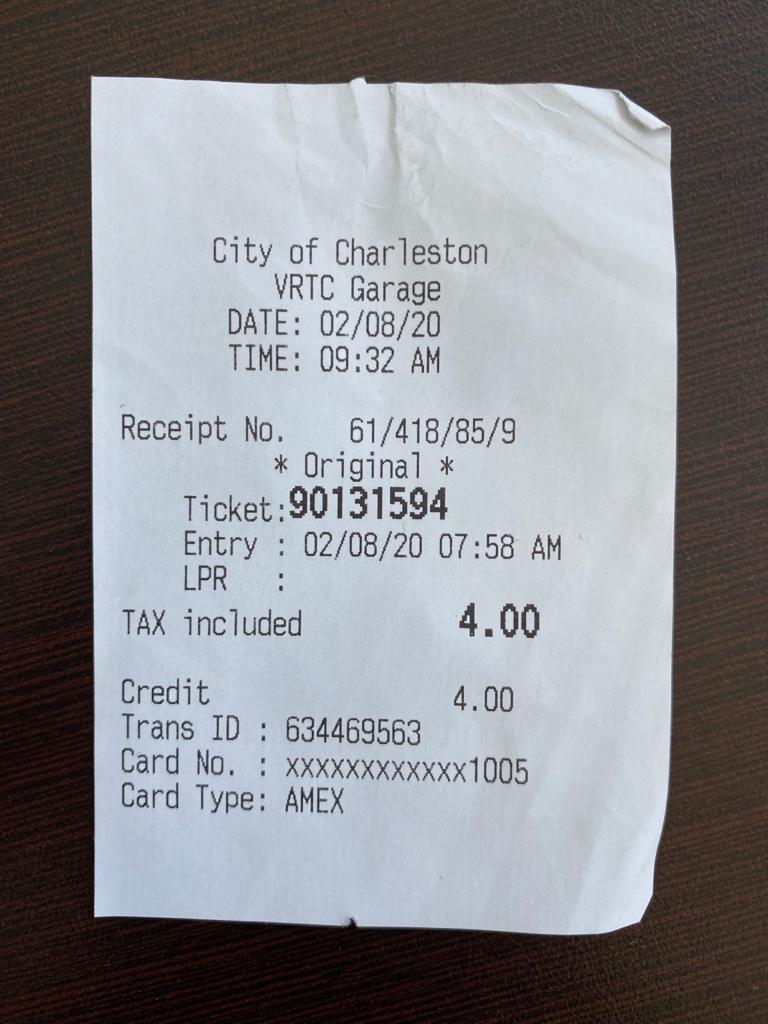 City of Charleston
VRTC Garage
DATE: 02/08/20
TIME: 09:32 AM
Receipt No. 61/418/85/9
* Original *
Ticket:90131594
Entry : 02/08/20 07:58 AM
LPR :
TAX included 4.00
Credit 4.00
Trans ID : 634469563
Card No. : xxxxxxxxxxxx1005
Card Type: AMEX